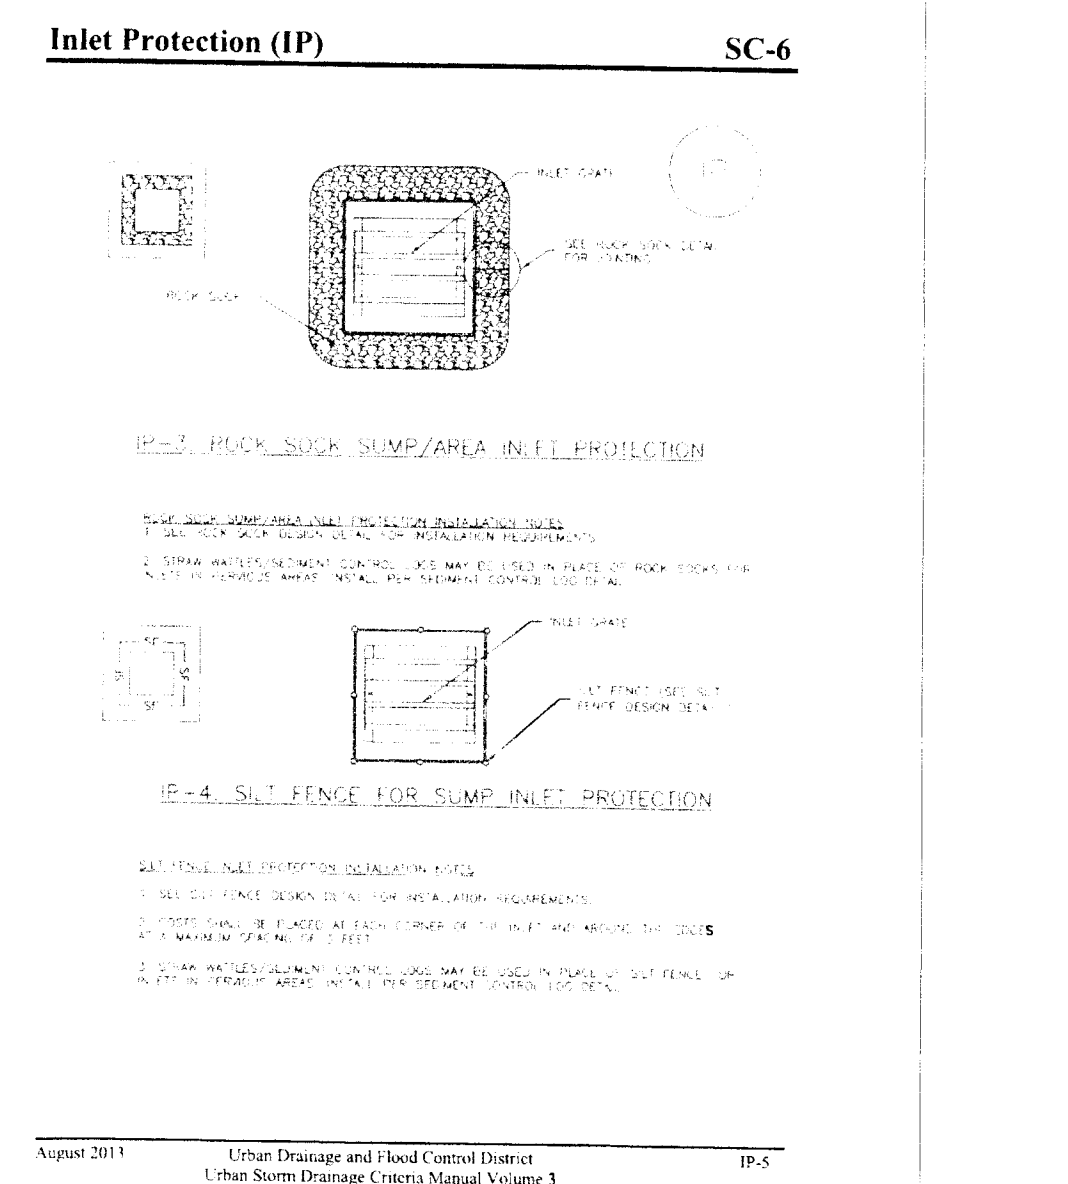 Inlet Protection (IP)
SC-6
INLET GRATE
IP
SEE ROCK SOCK DETAIL
FOR JOINTING
ROCK SOCK
IP-3. ROCK SOCK SUMP/AREA INLET PROTECTION
ROCK SOCK SUMP/AREA INLET PROTECTION INSTALLATION NOTES
1. SEE ROCK SOCK DESIGN DETAIL FOR INSTALLATION REQUIREMENTS.
2. STRAW WATTLES/SEDIMENT CONTROL LOGS MAY BE USED IN PLACE OF ROCK SOCKS FOR
INLETS IN PERVIOUS AREAS. INSTALL PER SEDIMENT CONTROL LOG DETAIL.
INLET GRATE
SF
SF
SF
SF
SILT FENCE (SEE SILT
FENCE DESIGN DETAIL)
IP-4. SILT FENCE FOR SUMP INLET PROTECTION
SILT FENCE INLET PROTECTION INSTALLATION NOTES
1. SEE SILT FENCE DESIGN DETAIL FOR INSTALLATION REQUIREMENTS.
2. POSTS SHALL BE PLACED AT EACH CORNER OF THE INLET AND AROUND THE EDGES
AT A MAXIMUM SPACING OF FEET.
3. STRAW WATTLES/SEDIMENT CONTROL LOGS MAY BE USED IN PLACE OF SILT FENCE FOR
INLETS IN PERVIOUS AREAS. INSTALL PER SEDIMENT CONTROL LOG DETAIL.
August 2013
Urban Drainage and Flood Control District
IP-5
Urban Storm Drainage Criteria Manual Volume 3